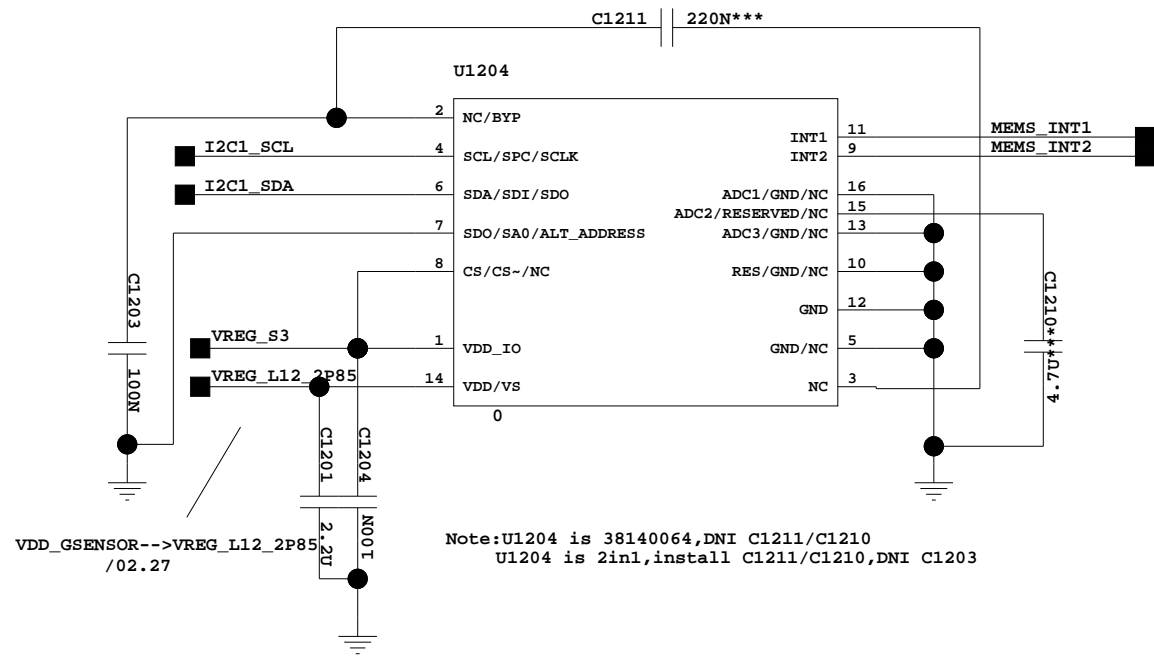 C1211 220N***
U1204
2 NC/BYP
I2C1_SCL 4 SCL/SPC/SCLK
I2C1_SDA 6 SDA/SDI/SDO
7 SDO/SA0/ALT_ADDRESS
8 CS/CS~/NC
VREG_S3 1 VDD_IO
VREG_L12_2P85 14 VDD/VS
0
INT1 11 MEMS_INT1
INT2 9 MEMS_INT2
ADC1/GND/NC 16
ADC2/RESERVED/NC 15
ADC3/GND/NC 13
RES/GND/NC 10
GND 12
GND/NC 5
NC 3
C1203
100N
C1210
4.7U****
C1201
2.2U
C1204
100N
VDD_GSENSOR-->VREG_L12_2P85
/02.27
Note:U1204 is 38140064,DNI C1211/C1210
U1204 is 2in1,install C1211/C1210,DNI C1203